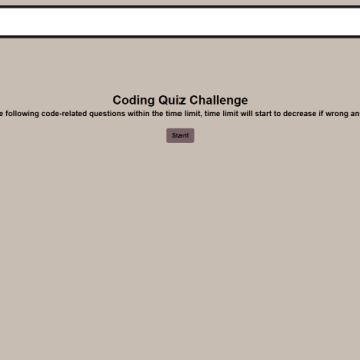 Coding Quiz Challenge
following code-related questions within the time limit, time limit will start to decrease if wrong an
Start